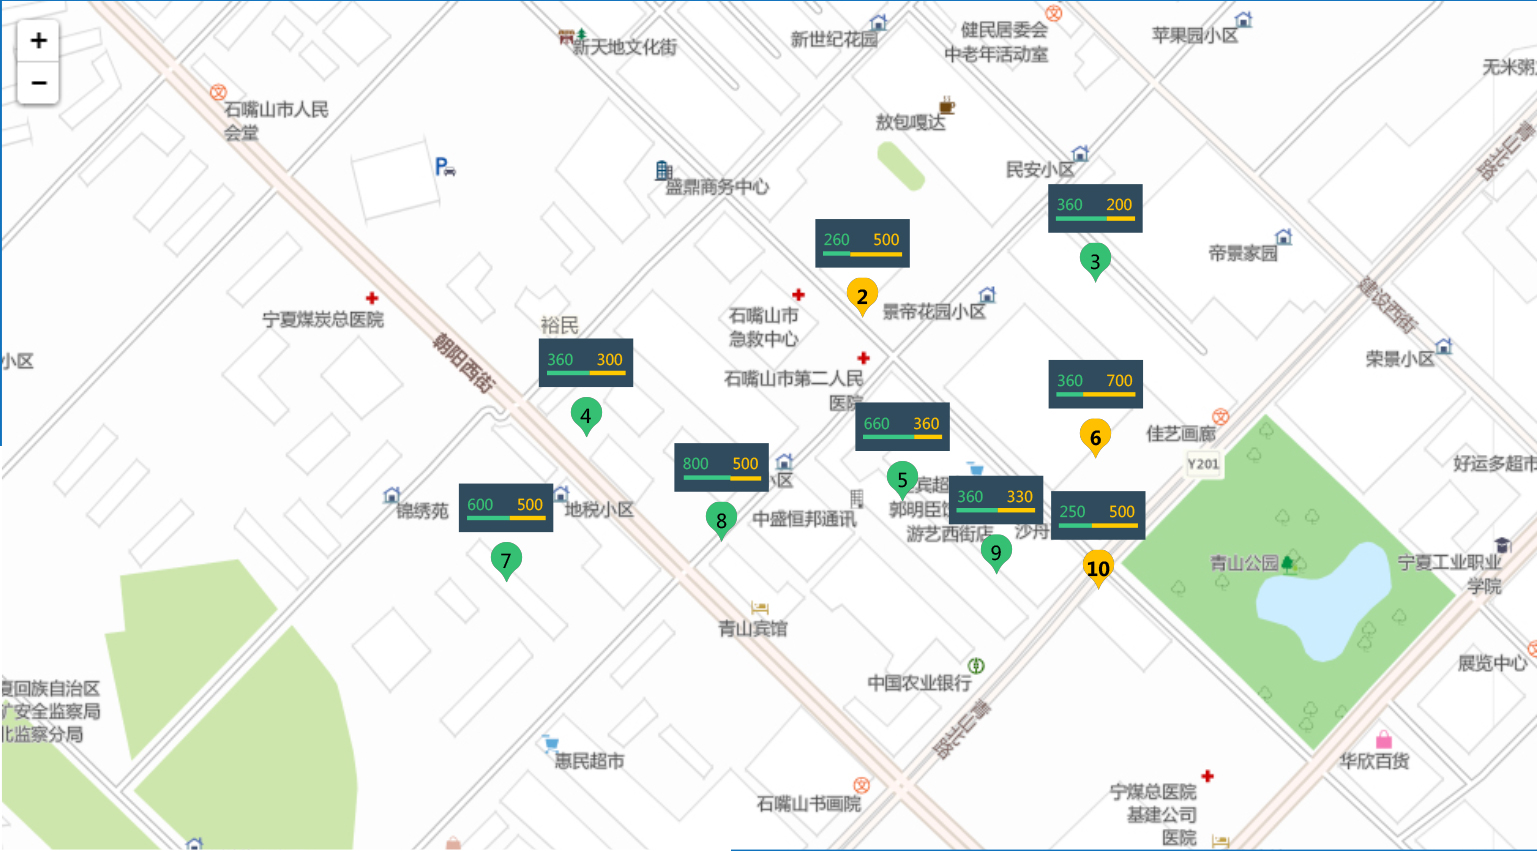 +
−
新天地文化街
新世纪花园
健民居委会
中老年活动室
苹果园小区
无米粥
石嘴山市人民
会堂
敖包嘎达
青山北路
P
盛鼎商务中心
民安小区
360 200
3
260 500
2
帝景家园
建设西街
宁夏煤炭总医院
裕民
石嘴山市
急救中心
景帝花园小区
朝阳西街
小区
360 300
4
石嘴山市第二人民
医院
360 700
6
荣景小区
660 360
5
佳艺画廊
Y201
好运多超市
800 500
8
小区
锦绣苑
600 500
7
地税小区
中盛恒邦通讯
宾超
郭明臣
游艺西街店
360 330
9
沙丹
250 500
10
青山公园
宁夏工业职业
学院
青山宾馆
中国农业银行
展览中心
夏回族自治区
矿安全监察局
北监察分局
青山北路
惠民超市
华欣百货
石嘴山书画院
宁煤总医院
基建公司
医院